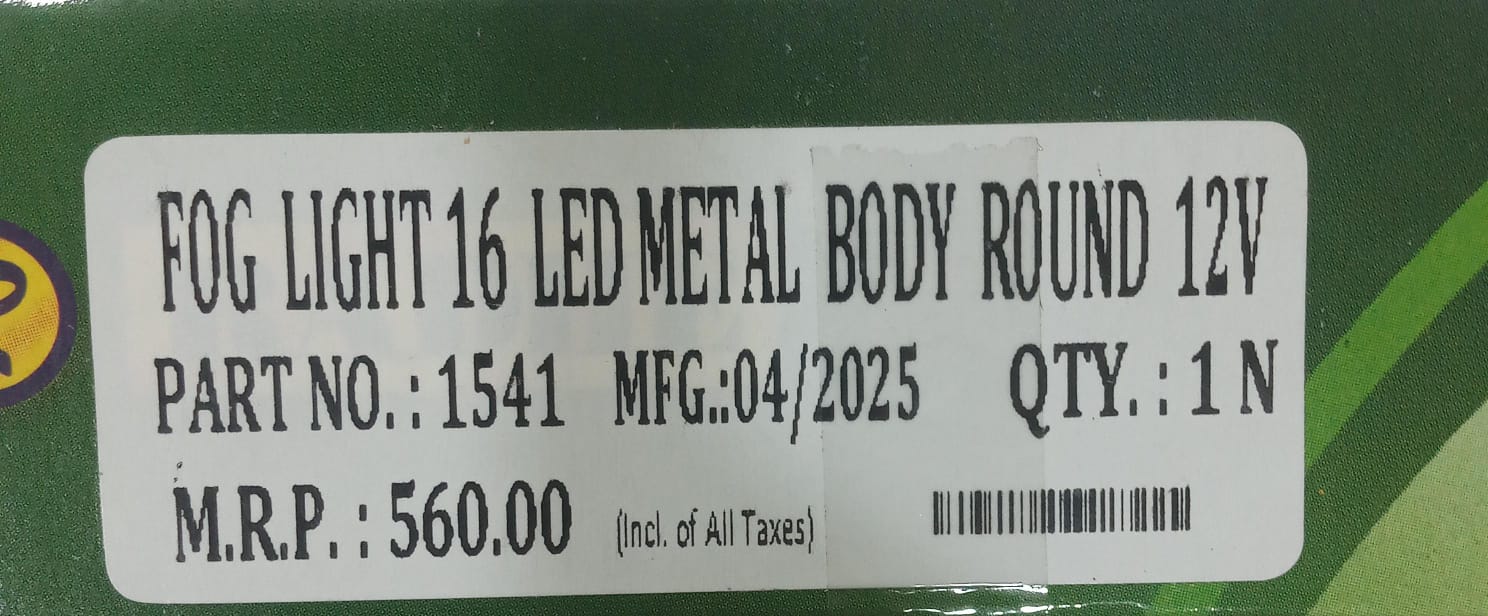 FOG LIGHT 16 LED METAL BODY ROUND 12V
PART NO. : 1541 MFG.:04/2025 QTY. : 1 N
M.R.P. : 560.00 (Incl. of All Taxes)